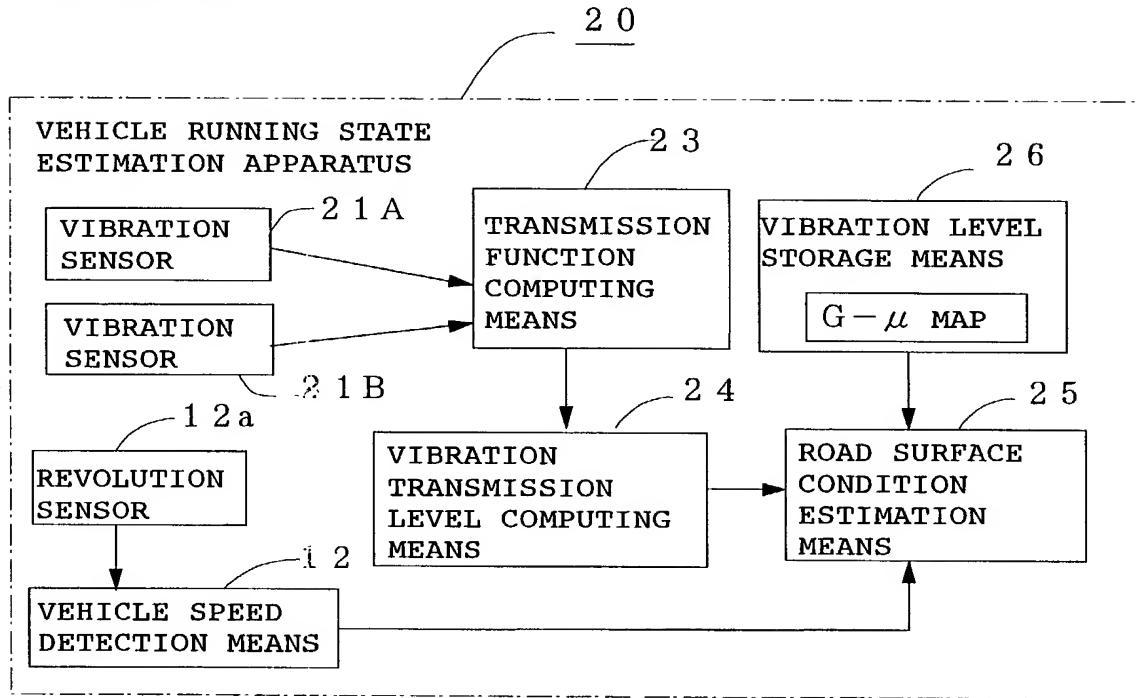 20
VEHICLE RUNNING STATE
ESTIMATION APPARATUS
23
26
21A
VIBRATION
SENSOR
TRANSMISSION
FUNCTION
COMPUTING
MEANS
VIBRATION LEVEL
STORAGE MEANS
G-μ MAP
VIBRATION
SENSOR
21B
24
25
12a
REVOLUTION
SENSOR
VIBRATION
TRANSMISSION
LEVEL COMPUTING
MEANS
ROAD SURFACE
CONDITION
ESTIMATION
MEANS
12
VEHICLE SPEED
DETECTION MEANS